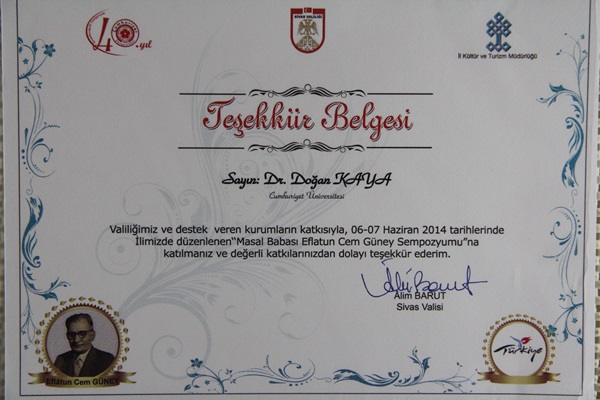 40.yıl
SİVAS VALİLİĞİ
İl Kültür ve Turizm Müdürlüğü
Teşekkür Belgesi
Sayın: Dr. Doğan KAYA
Cumhuriyet Üniversitesi
Valiliğimiz ve destek veren kurumların katkısıyla, 06-07 Haziran 2014 tarihlerinde
İlimizde düzenlenen"Masal Babası Eflatun Cem Güney Sempozyumu"na
katılmanız ve değerli katkılarınızdan dolayı teşekkür ederim.
Alim BARUT
Sivas Valisi
Eflâtun Cem GÜNEY
Türkiye